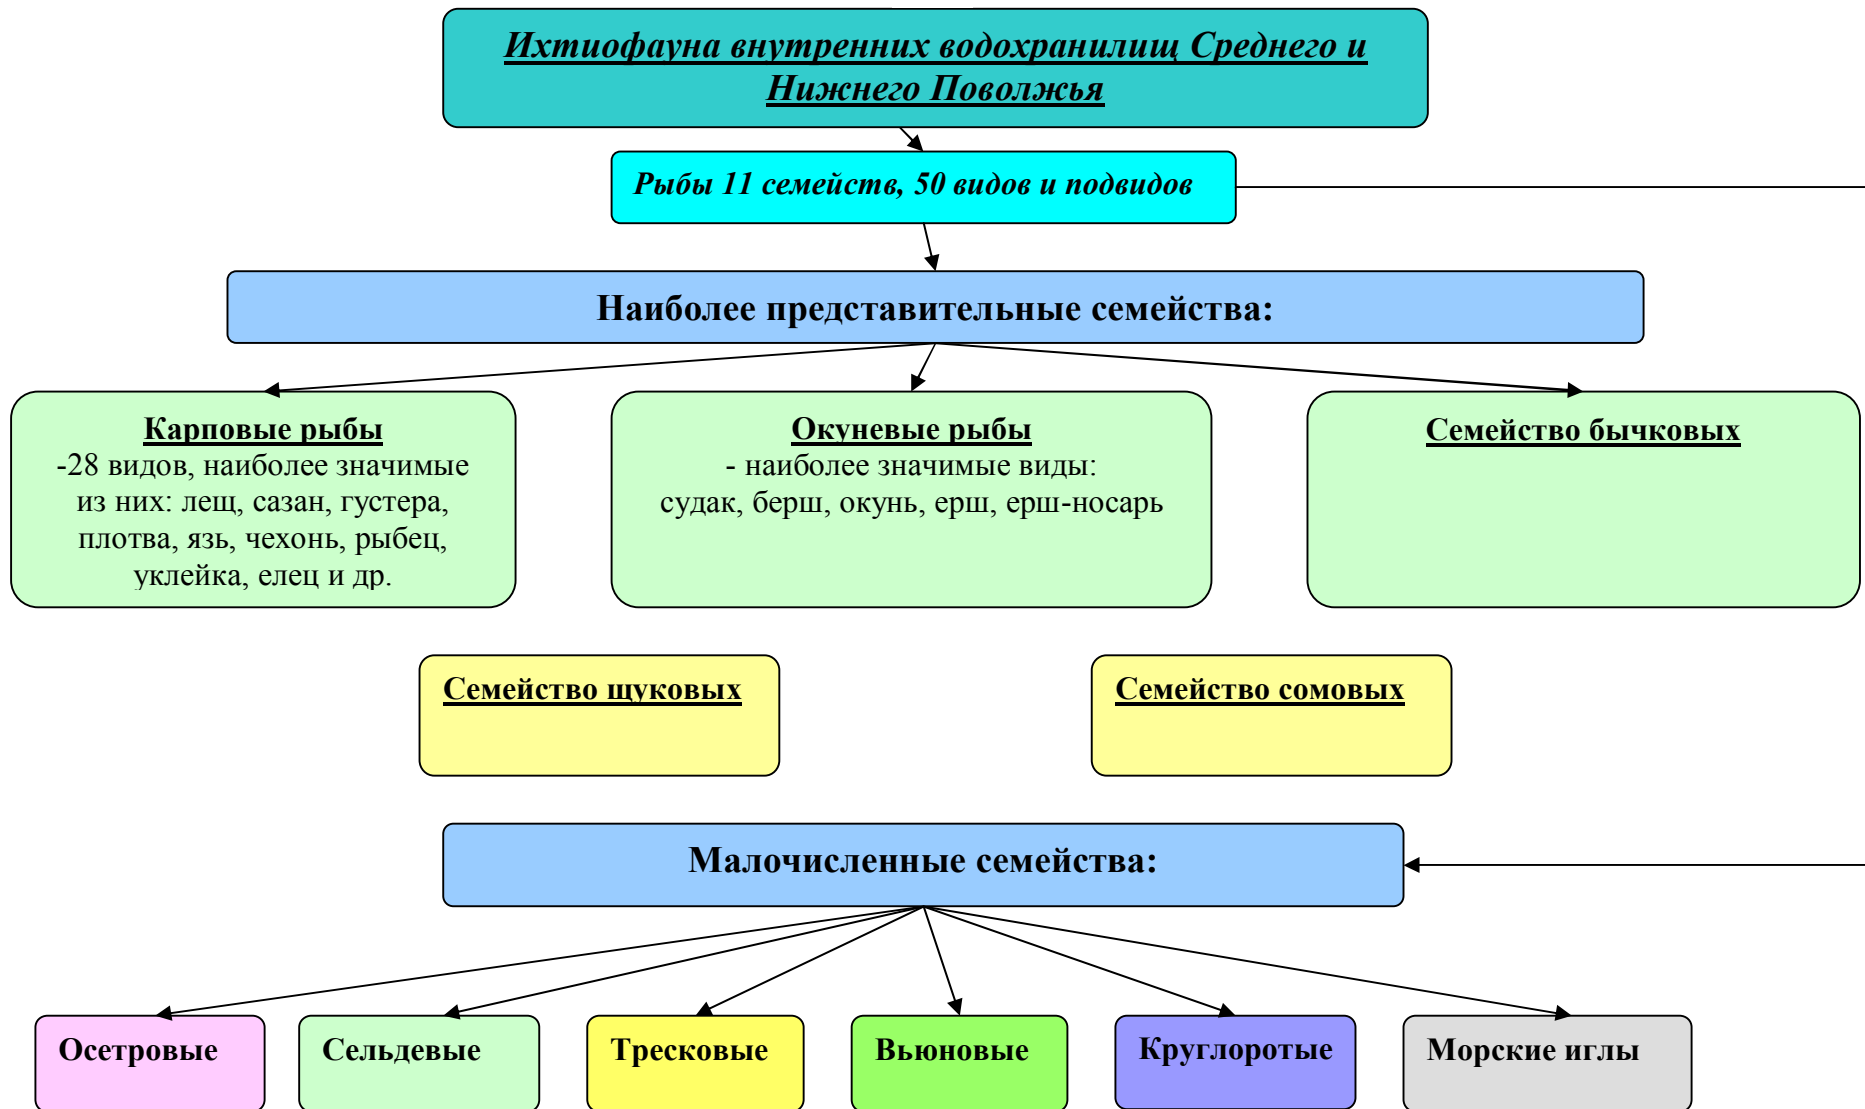 Ихтиофауна внутренних водохранилищ Среднего и
Нижнего Поволжья
Рыбы 11 семейств, 50 видов и подвидов
Наиболее представительные семейства:
Карповые рыбы
-28 видов, наиболее значимые
из них: лещ, сазан, густера,
плотва, язь, чехонь, рыбец,
уклейка, елец и др.
Окуневые рыбы
- наиболее значимые виды:
судак, берш, окунь, ерш, ерш-носарь
Семейство бычковых
Семейство щуковых
Семейство сомовых
Малочисленные семейства:
Осетровые
Сельдевые
Тресковые
Вьюновые
Круглоротые
Морские иглы